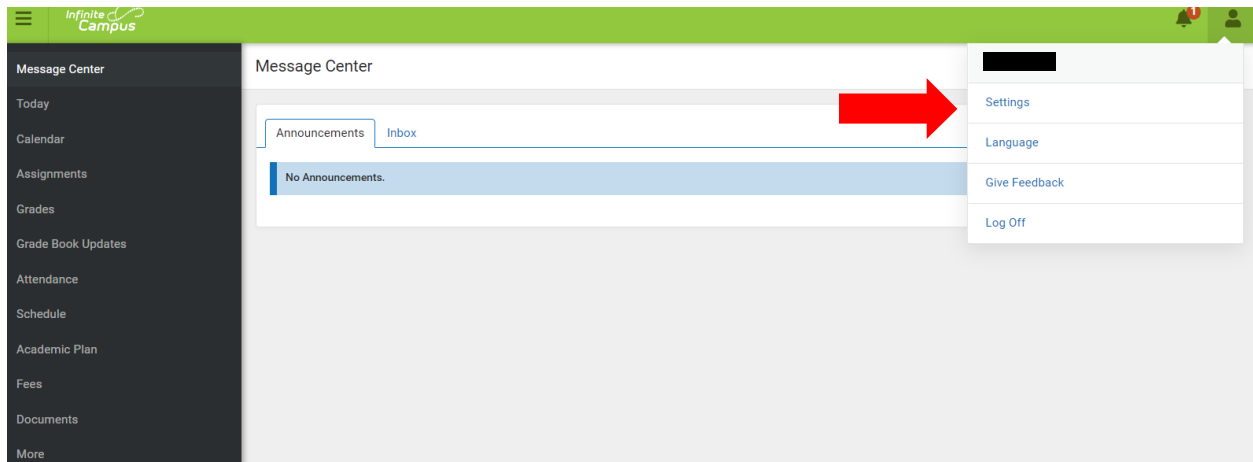 Infinite
Campus
1
Message Center
Today
Calendar
Assignments
Grades
Grade Book Updates
Attendance
Schedule
Academic Plan
Fees
Documents
More
Message Center
Announcements Inbox
No Announcements.
Settings
Language
Give Feedback
Log Off